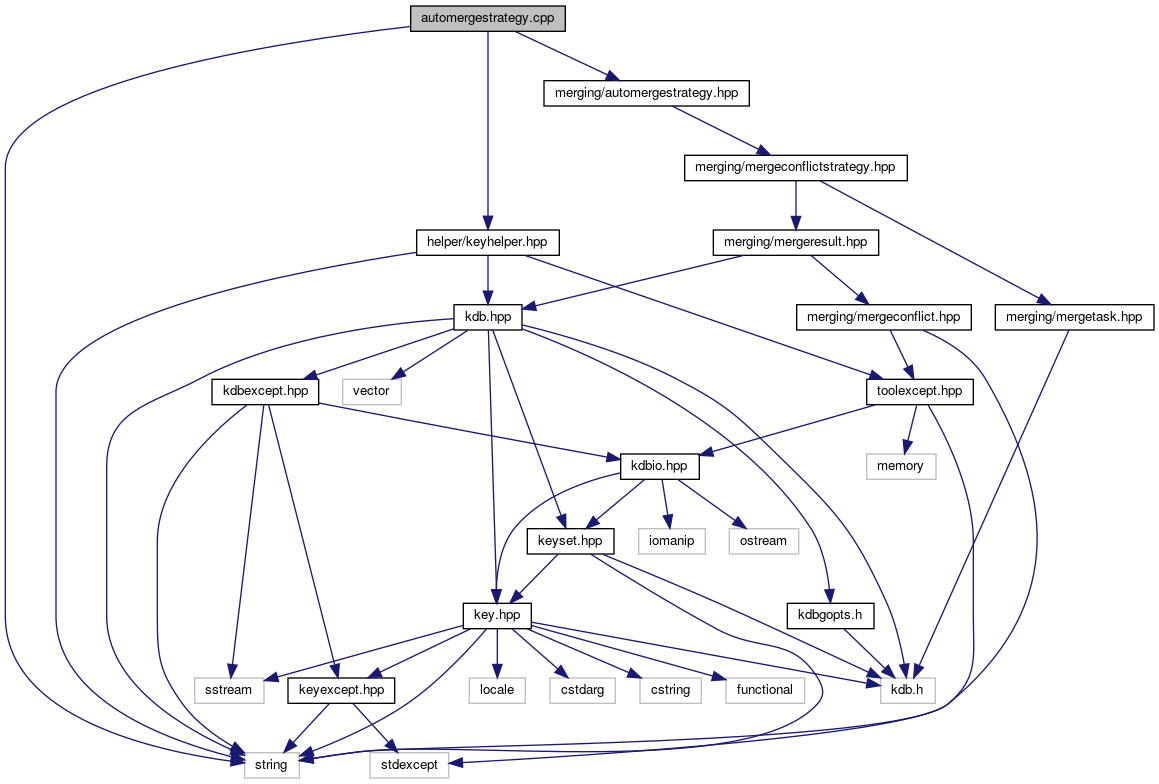 automergestrategy.cpp
merging/automergestrategy.hpp
merging/mergeconflictstrategy.hpp
helper/keyhelper.hpp
merging/mergeresult.hpp
kdb.hpp
merging/mergeconflict.hpp
merging/mergetask.hpp
kdbexcept.hpp
vector
toolexcept.hpp
kdbio.hpp
memory
keyset.hpp
iomanip
ostream
key.hpp
kdbgopts.h
sstream
keyexcept.hpp
locale
cstdarg
cstring
functional
kdb.h
string
stdexcept